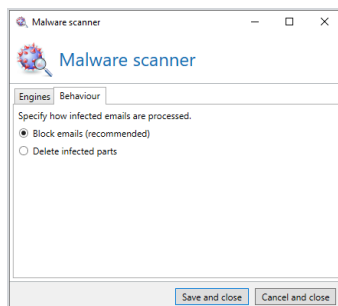 Malware scanner
Malware scanner
Engines Behaviour
Specify how infected emails are processed.
Block emails (recommended)
Delete infected parts
Save and close Cancel and close